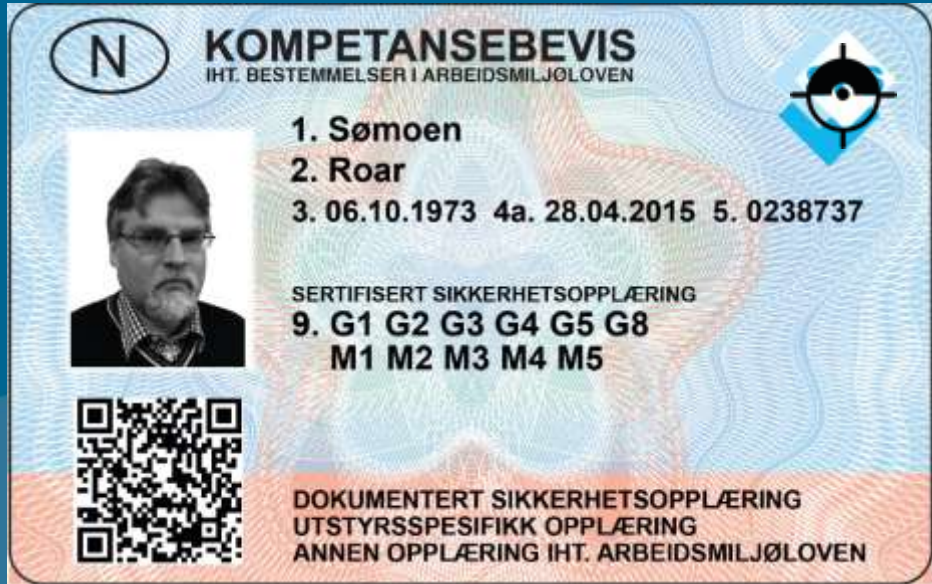 N
KOMPETANSEBEVIS
IHT. BESTEMMELSER I ARBEIDSMILJØLOVEN
1. Sømoen
2. Roar
3. 06.10.1973 4a. 28.04.2015 5. 0238737
SERTIFISERT SIKKERHETSOPPLÆRING
9. G1 G2 G3 G4 G5 G8
M1 M2 M3 M4 M5
DOKUMENTERT SIKKERHETSOPPLÆRING
UTSTYRSSPESIFIKK OPPLÆRING
ANNEN OPPLÆRING IHT. ARBEIDSMILJØLOVEN